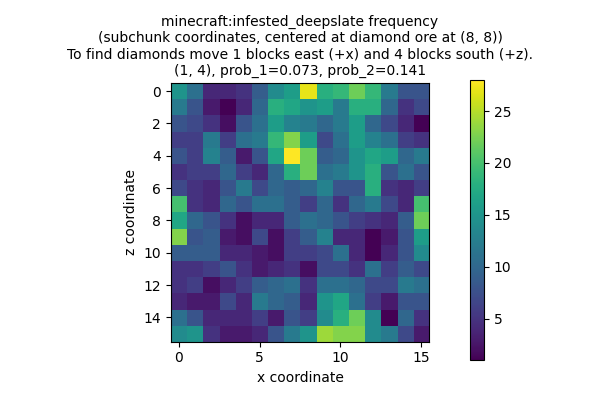 minecraft:infested_deepslate frequency
(subchunk coordinates, centered at diamond ore at (8, 8))
To find diamonds move 1 blocks east (+x) and 4 blocks south (+z).
(1, 4), prob_1=0.073, prob_2=0.141
0
2
4
6
8
10
12
14
z coordinate
0
5
10
15
x coordinate
25
20
15
10
5